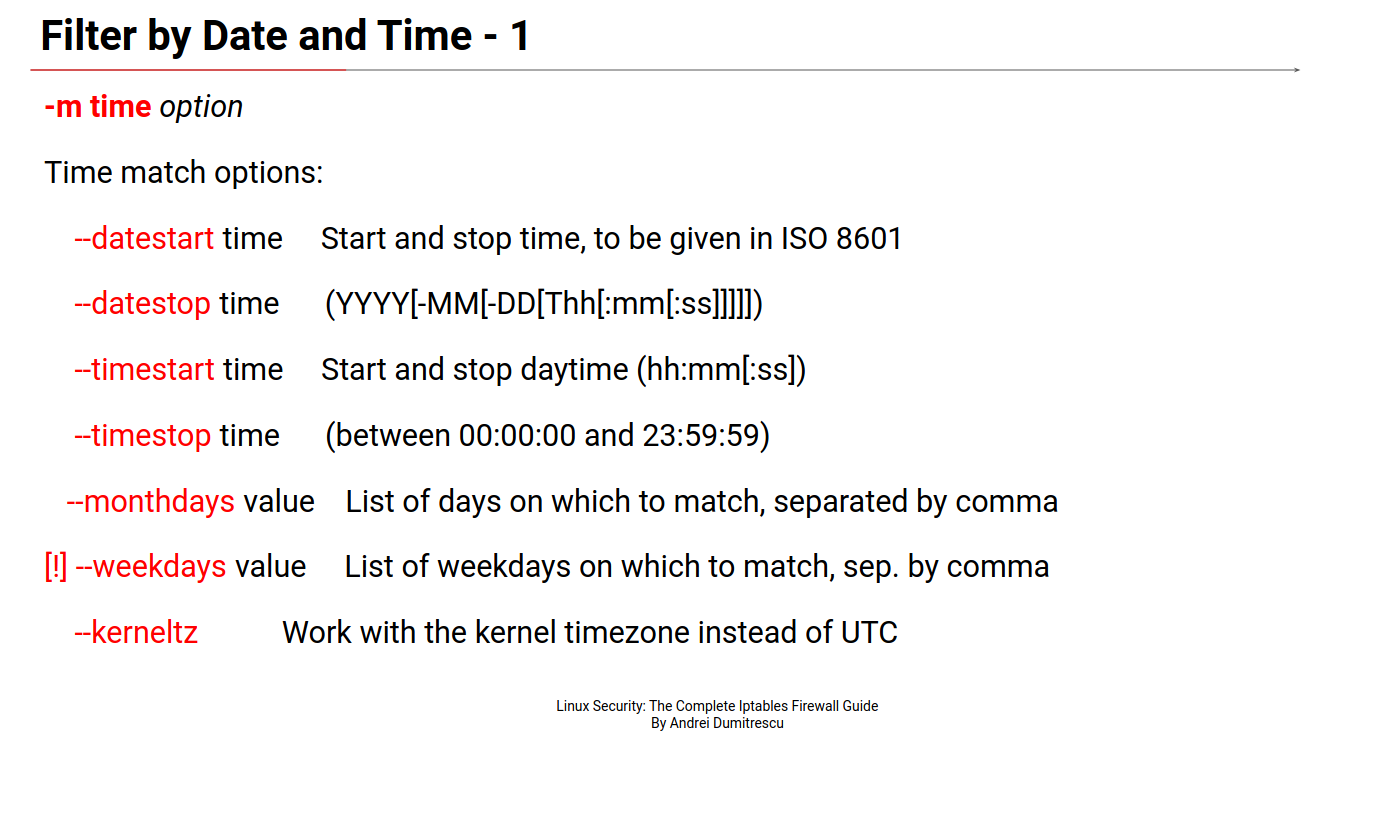 Filter by Date and Time - 1
-m time option
Time match options:
--datestart time Start and stop time, to be given in ISO 8601
--datestop time (YYYY[-MM[-DD[Thh[:mm[:ss]]]]])
--timestart time Start and stop daytime (hh:mm[:ss])
--timestop time (between 00:00:00 and 23:59:59)
--monthdays value List of days on which to match, separated by comma
[!] --weekdays value List of weekdays on which to match, sep. by comma
--kerneltz Work with the kernel timezone instead of UTC
Linux Security: The Complete Iptables Firewall Guide
By Andrei Dumitrescu